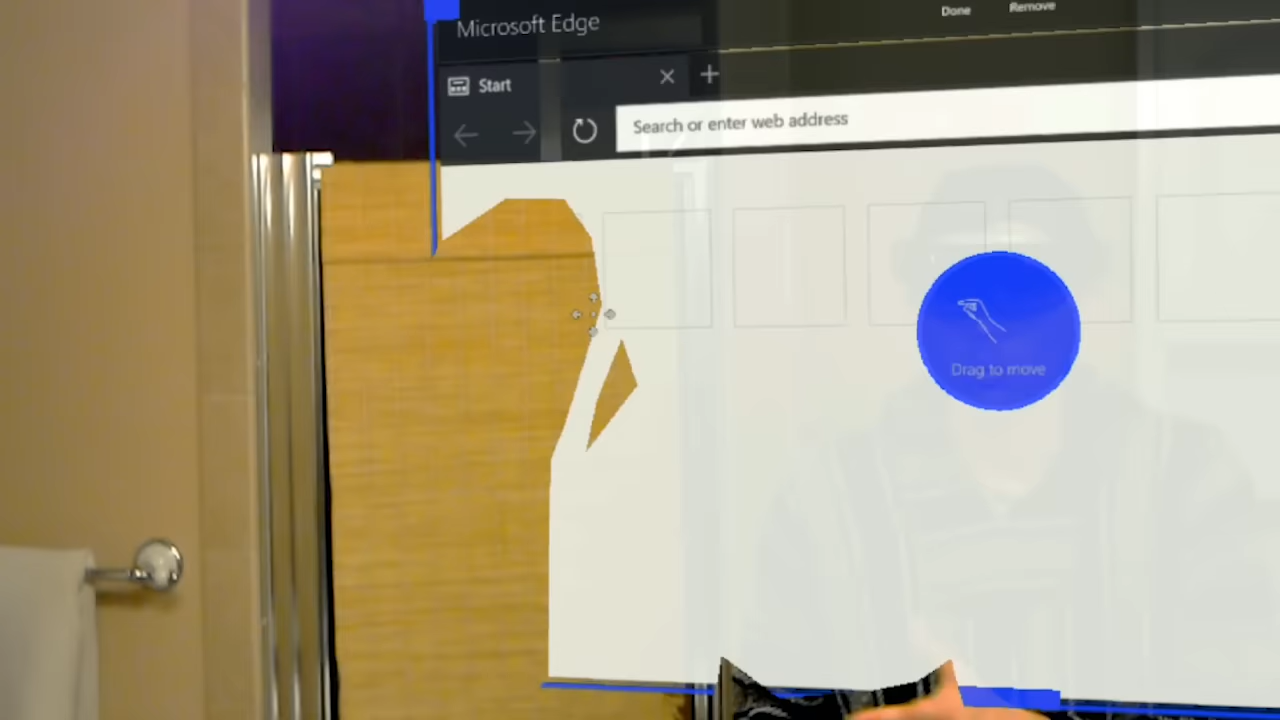 Microsoft Edge
Done Remove
Start
Search or enter web address
Drag to move